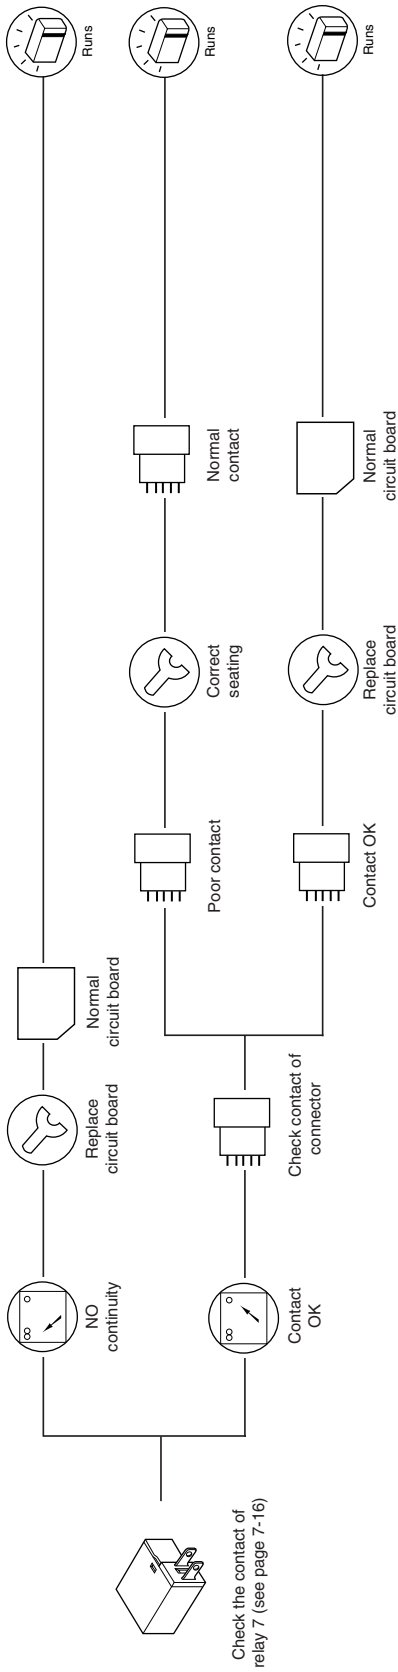 Check the contact of
relay 7 (see page 7-16)
NO
continuity
Replace
circuit board
Normal
circuit board
Runs
Contact
OK
Check contact of
connector
Poor contact
Correct
seating
Normal
contact
Runs
Contact OK
Replace
circuit board
Normal
circuit board
Runs